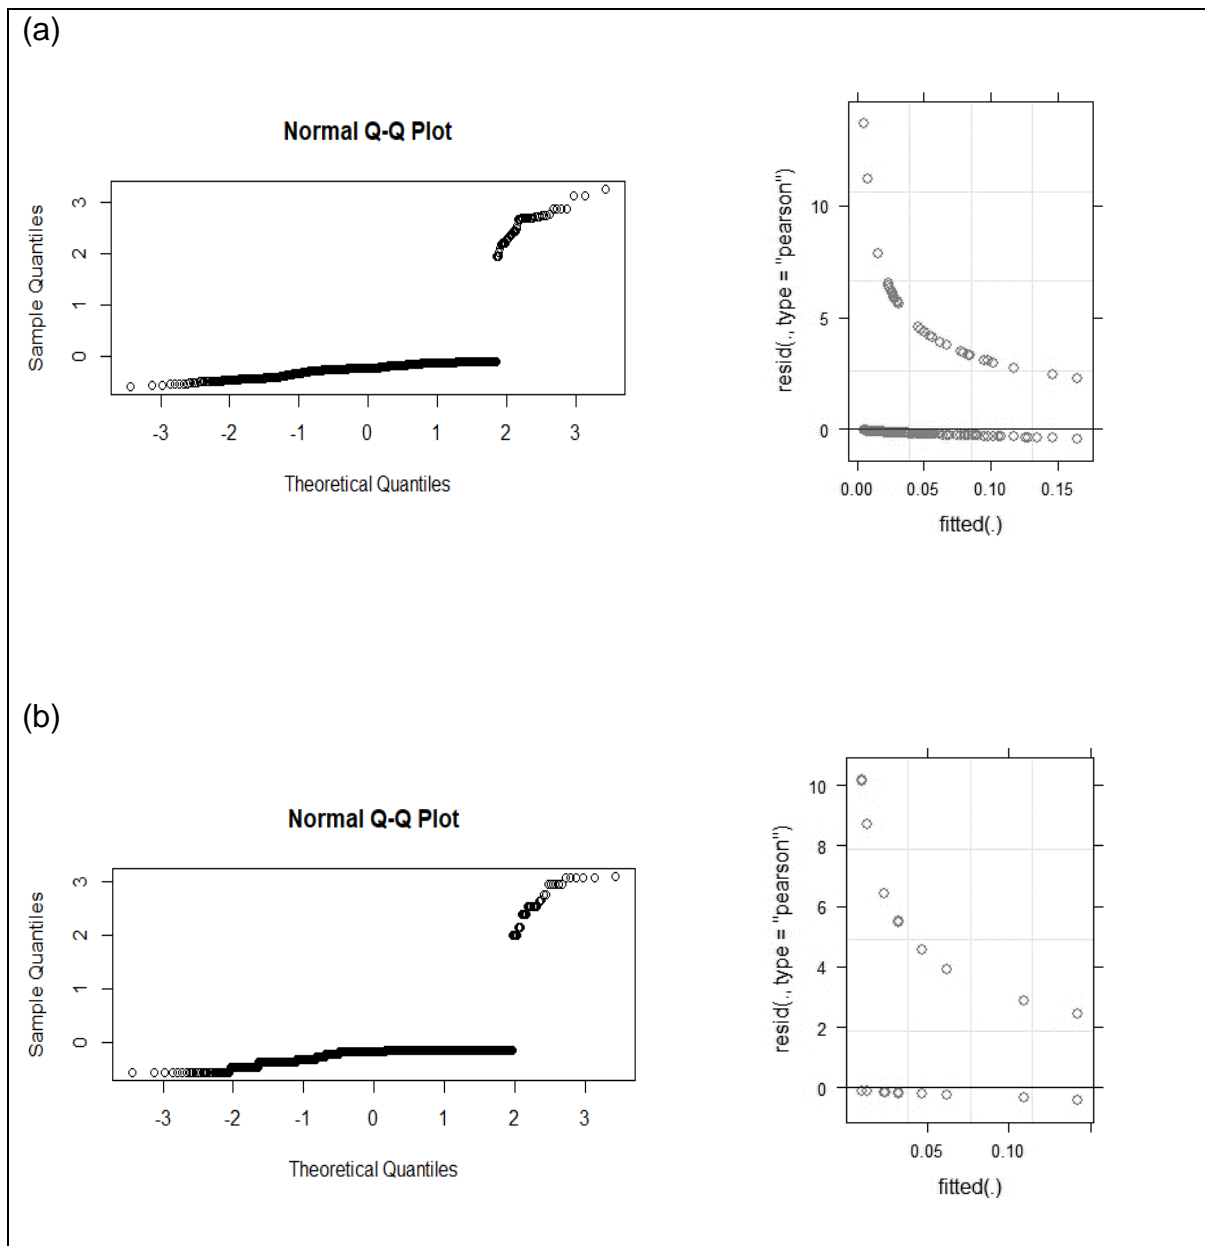 (a)
Normal Q-Q Plot
Sample Quantiles
3
2
1
0
-3 -2 -1 0 1 2 3
Theoretical Quantiles
resid(., type = "pearson")
10
5
0
0.00 0.05 0.10 0.15
fitted(.)
(b)
Normal Q-Q Plot
Sample Quantiles
3
2
1
0
-3 -2 -1 0 1 2 3
Theoretical Quantiles
resid(., type = "pearson")
10
8
6
4
2
0
0.05 0.10
fitted(.)